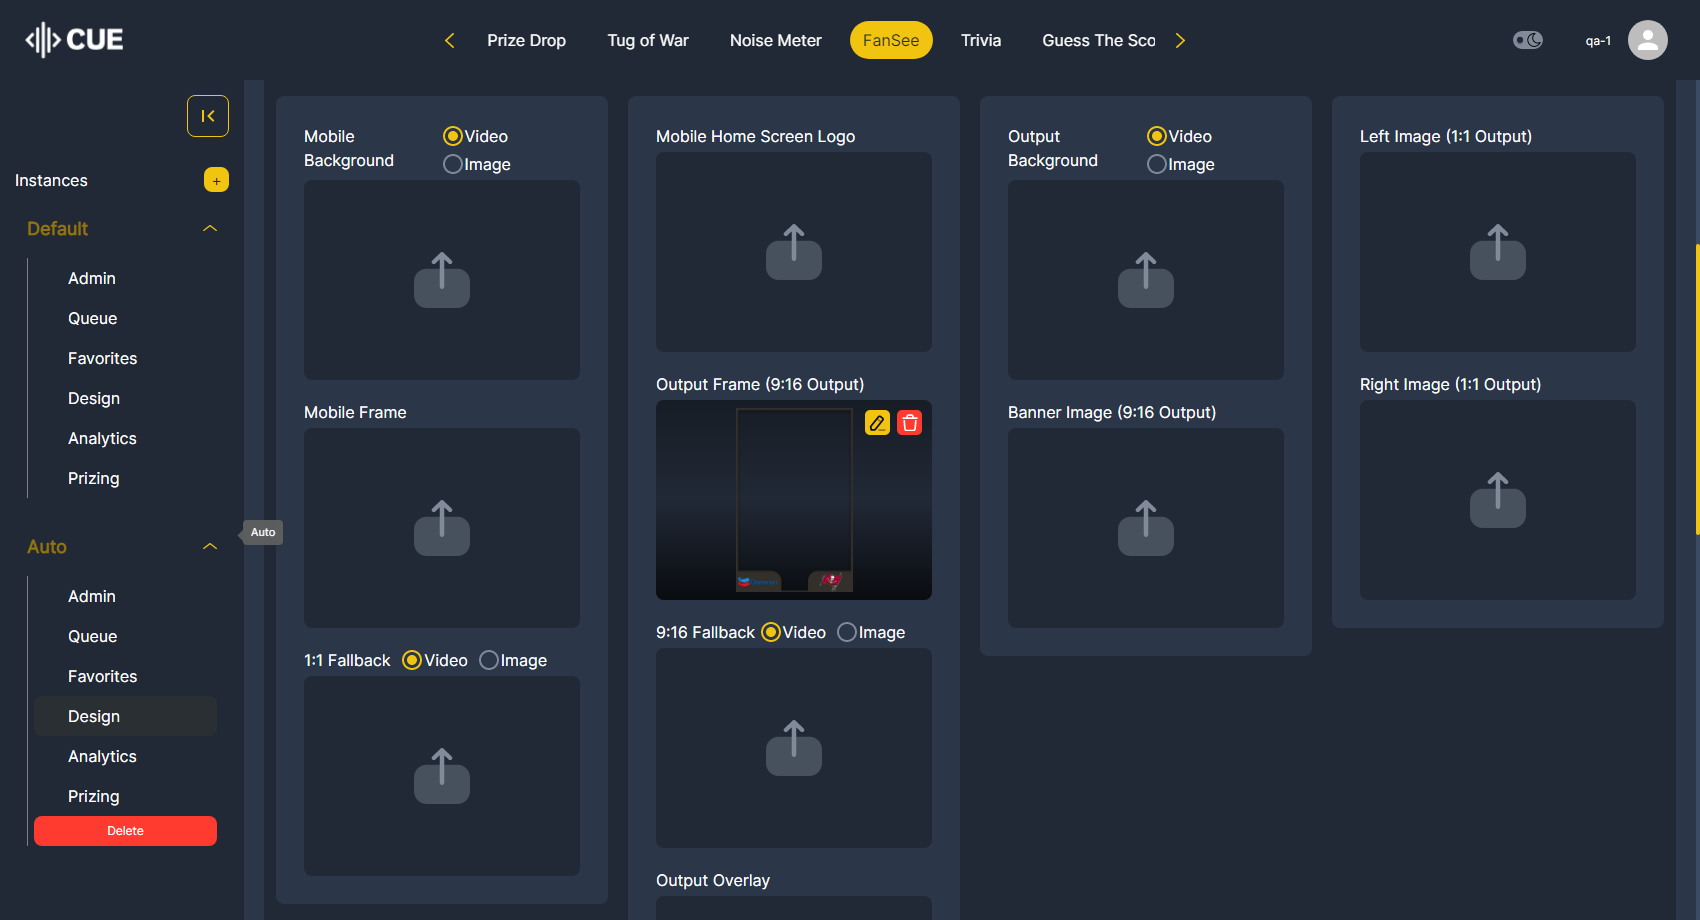 CUE
Prize Drop
Tug of War
Noise Meter
FanSee
Trivia
Guess The Sco
qa-1
Instances
+
Default
Admin
Queue
Favorites
Design
Analytics
Prizing
Auto
Auto
Admin
Queue
Favorites
Design
Analytics
Prizing
Delete
Mobile
Background
Video
Image
Mobile Frame
1:1 Fallback
Video
Image
Mobile Home Screen Logo
Output Frame (9:16 Output)
9:16 Fallback
Video
Image
Output Overlay
Output
Background
Video
Image
Banner Image (9:16 Output)
Left Image (1:1 Output)
Right Image (1:1 Output)